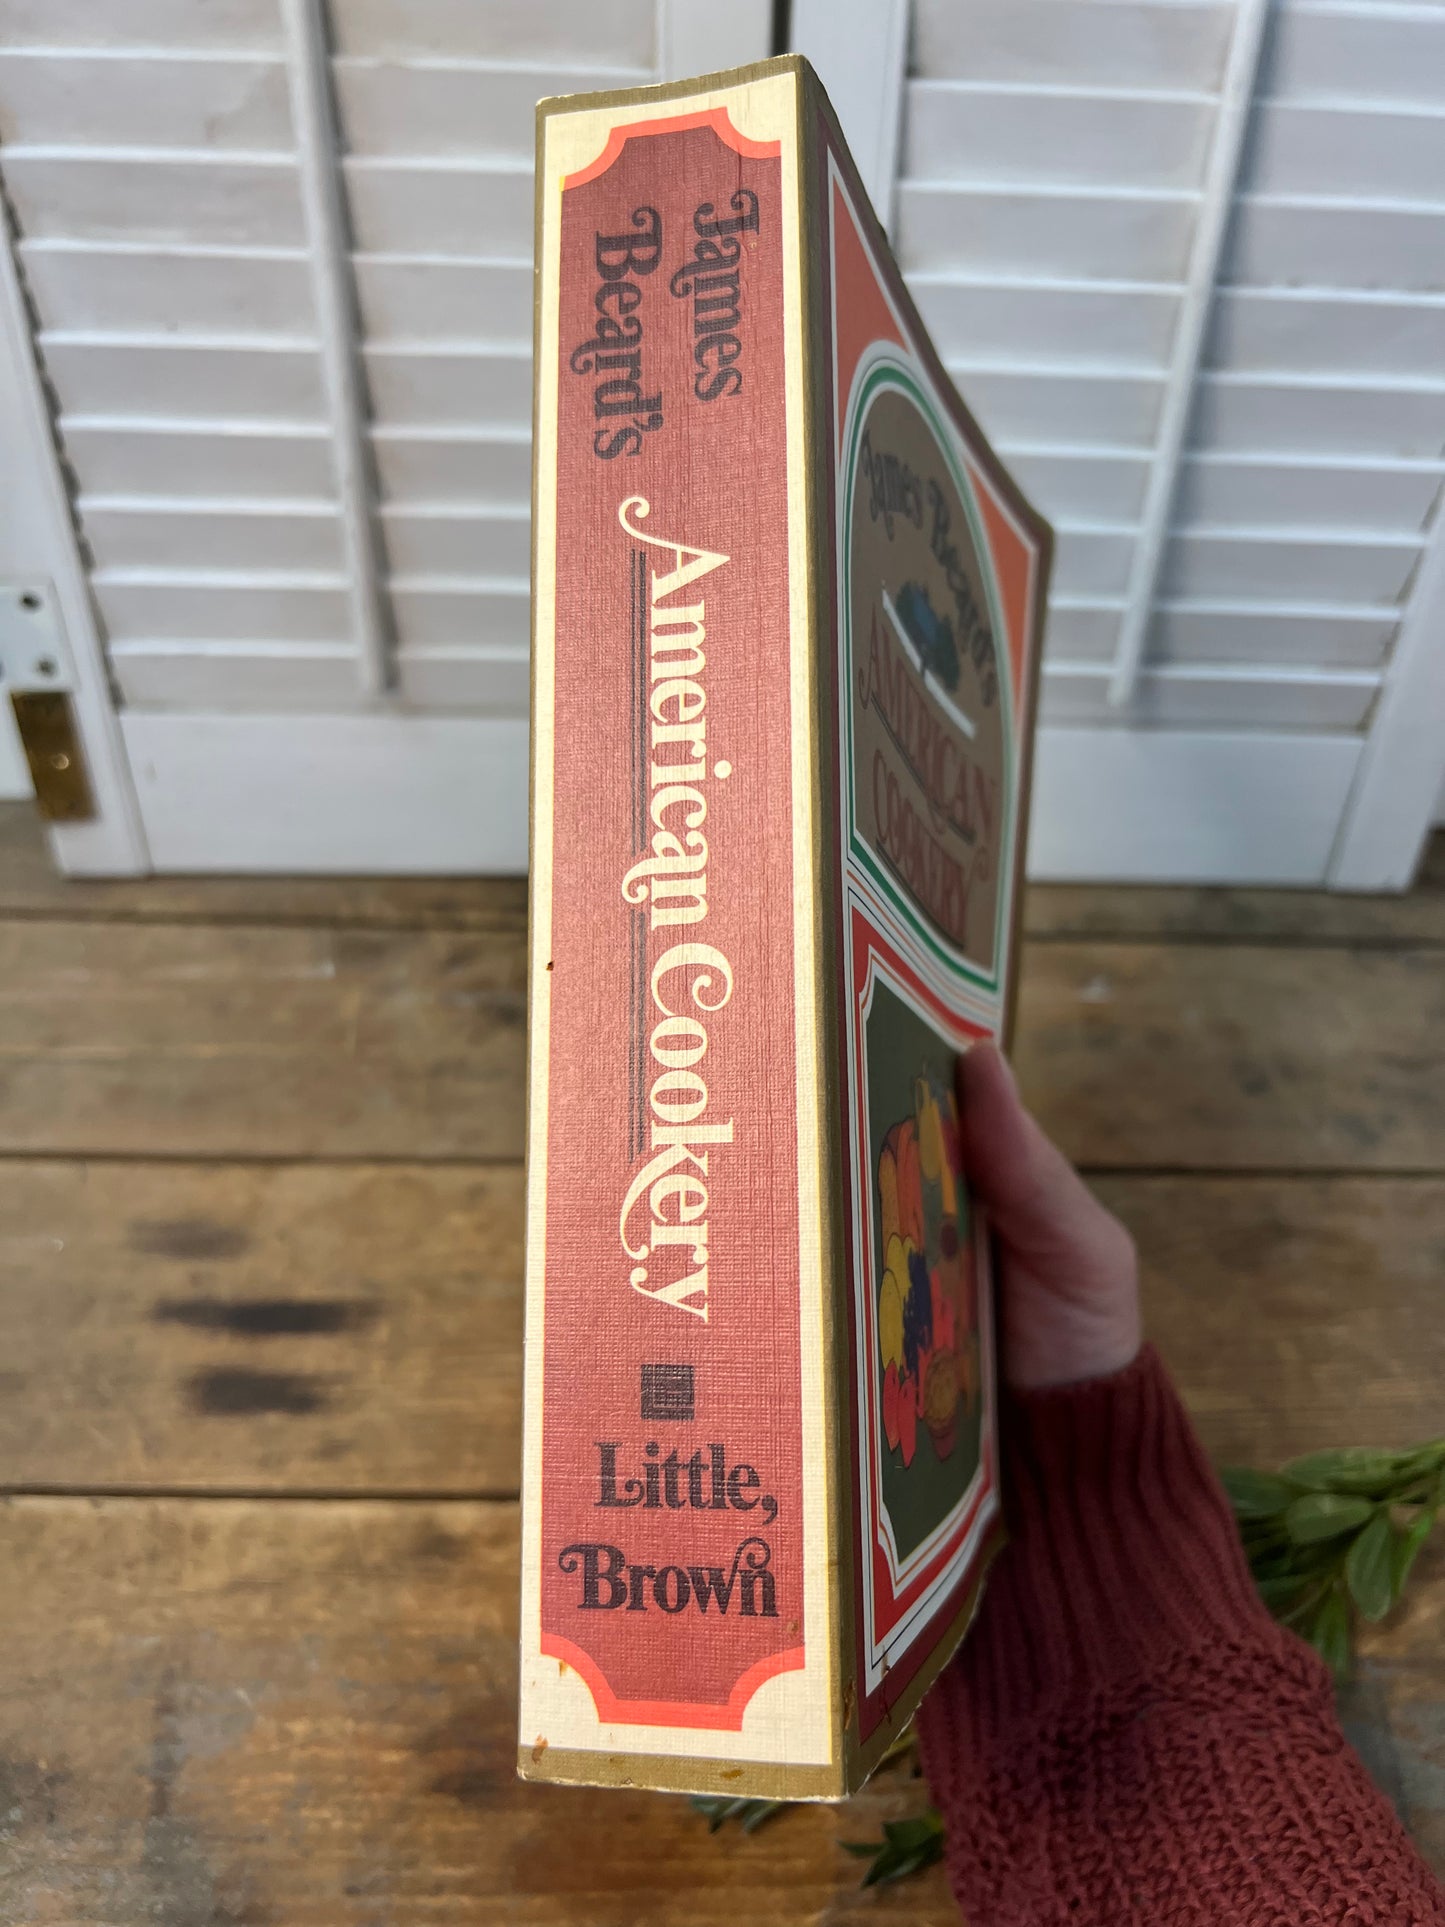 James
Beard's
American Cookery
Little,
Brown
James Beard's
AMERICAN
COOKERY